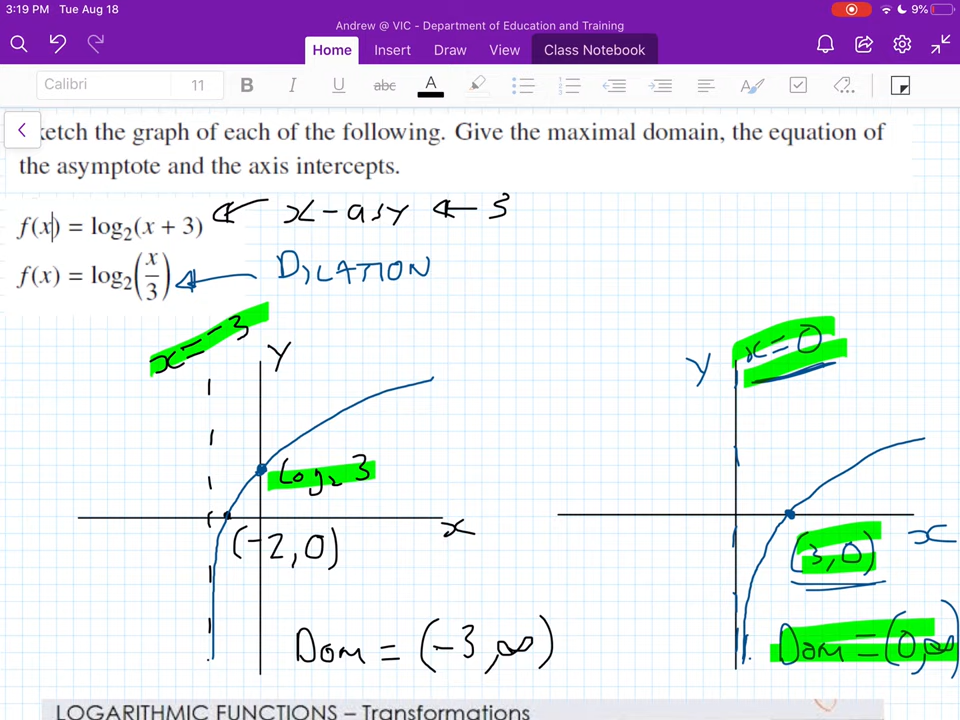 3:19 PM Tue Aug 18
9%
Andrew @ VIC - Department of Education and Training
Home Insert Draw View Class Notebook
Calibri 11 B I U abc A
ketch the graph of each of the following. Give the maximal domain, the equation of
the asymptote and the axis intercepts.
f(x) = log₂(x + 3) x-asy ← 3
f(x) = log₂(x/3) DILATION
x=-3
y
x=0
y
log₂ 3
x
(-2,0)
(3,0)
x
Dom = (-3,∞)
Dom = (0,∞)
LOGARITHMIC FUNCTIONS – Transformations